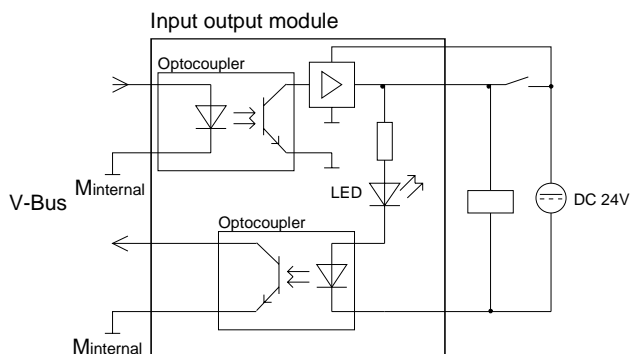 Input output module
Optocoupler
Minternal
LED
V-Bus
DC 24V
Optocoupler
Minternal